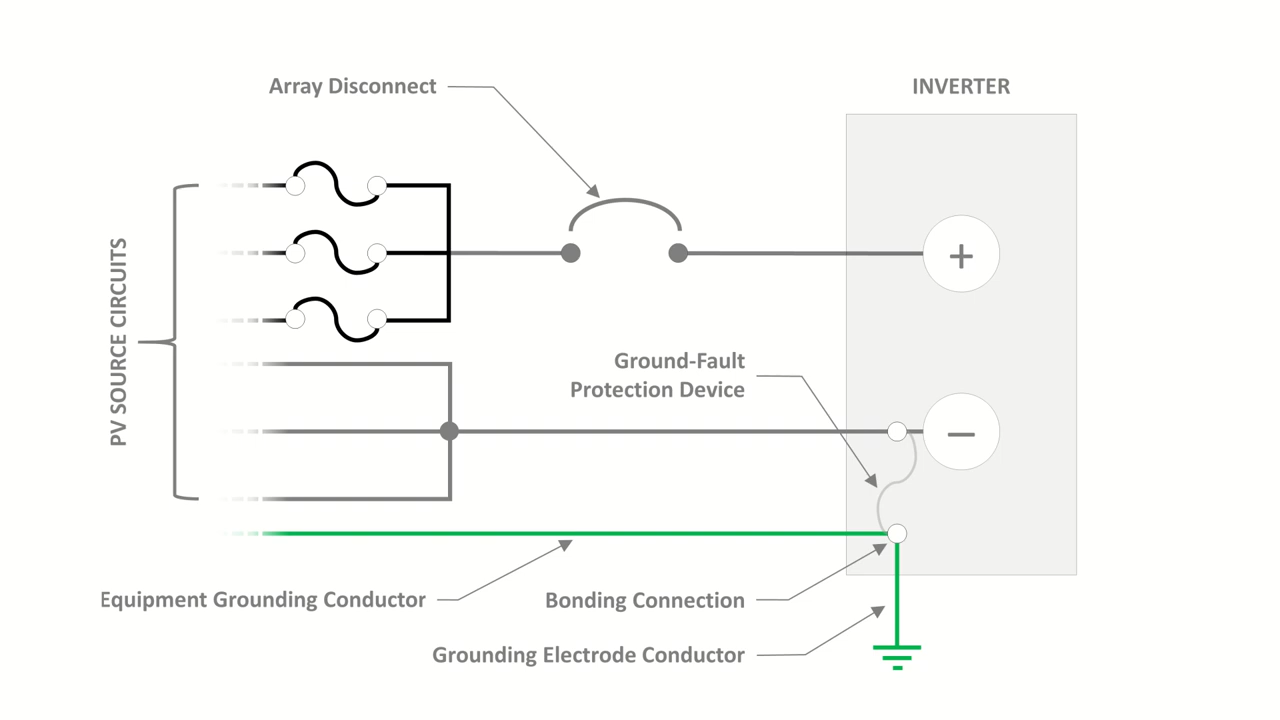 Array Disconnect
INVERTER
PV SOURCE CIRCUITS
+
Ground-Fault
Protection Device
−
Equipment Grounding Conductor
Bonding Connection
Grounding Electrode Conductor